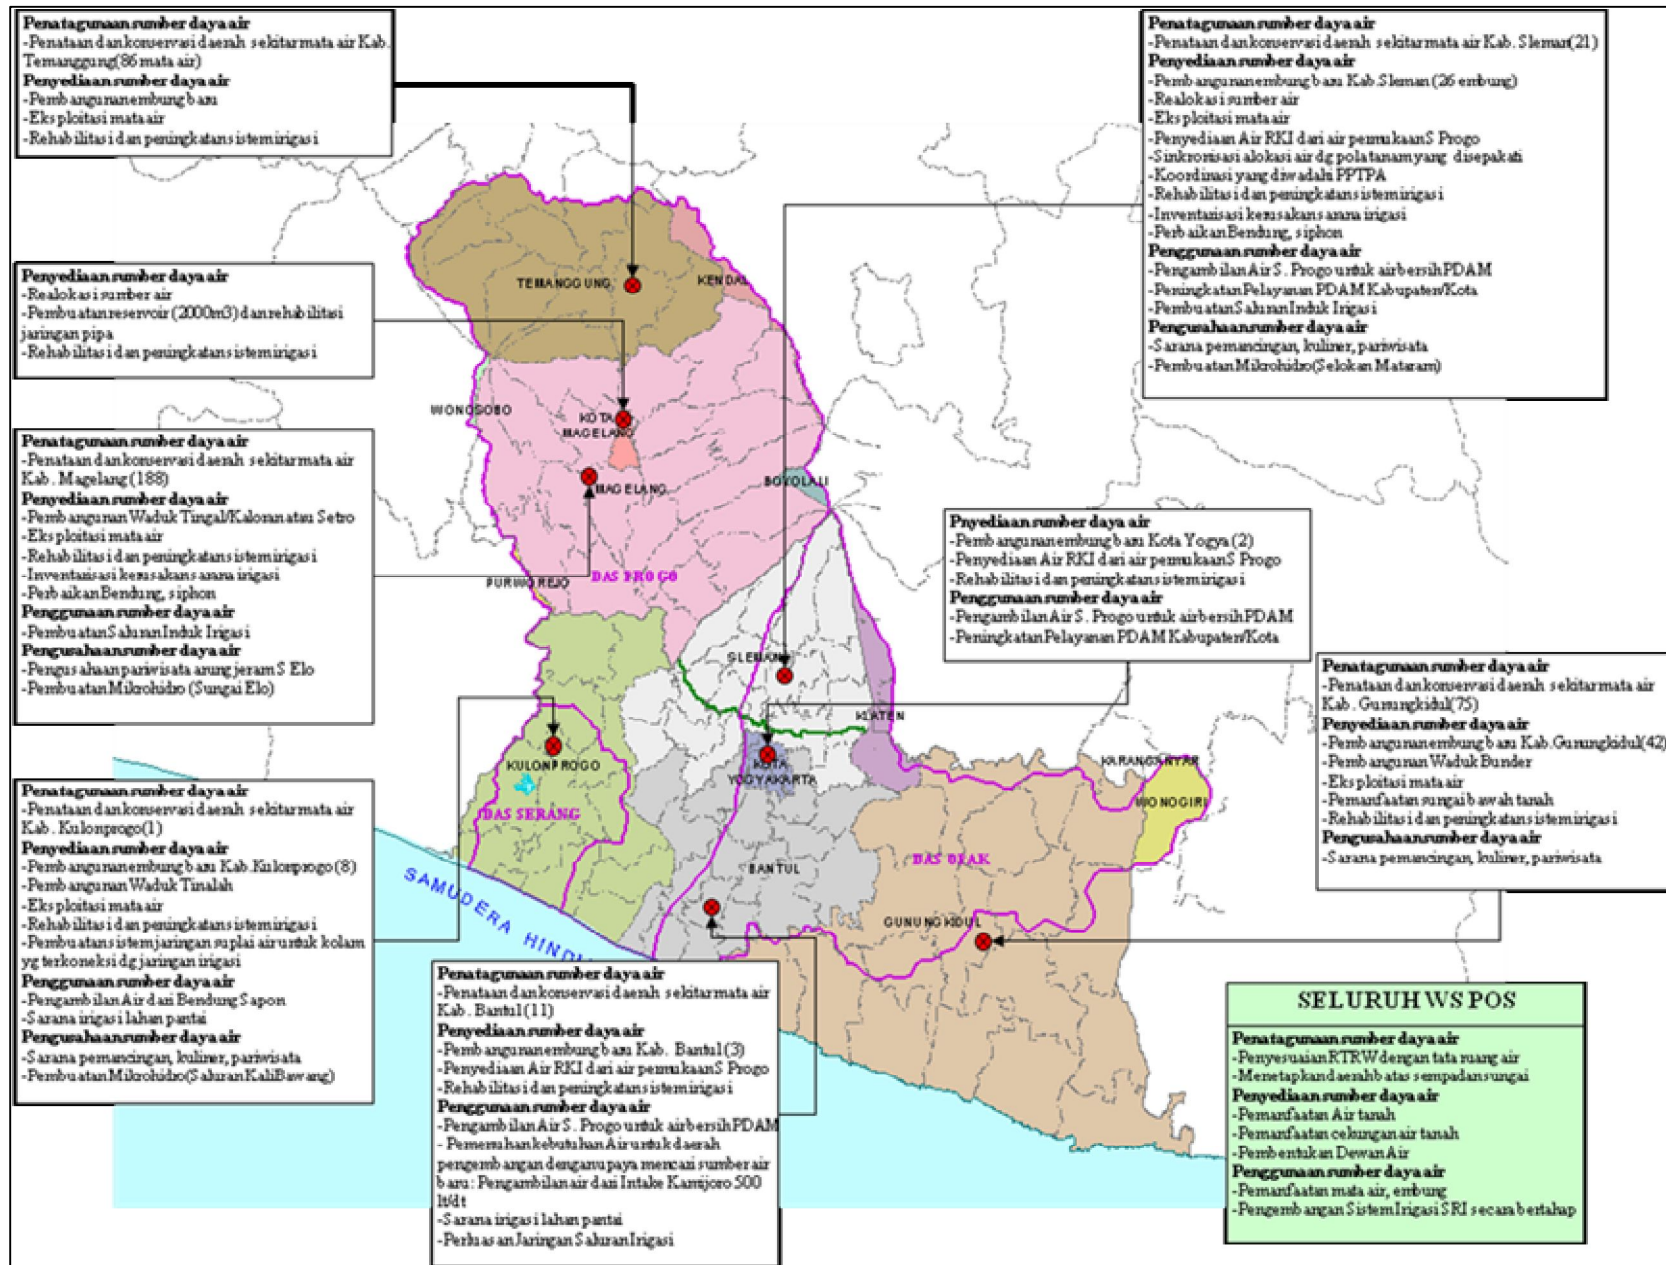 Penatagunaan sumber daya air
-Penataan dan konservasi daerah sekitar mata air Kab.
Temanggung(86 mata air)
Penyediaan sumber daya air
-Pembangunan embung baru
-Eksploitasi mata air
-Rehabilitasi dan peningkatan sistem irigasi
Penyediaan sumber daya air
-Realokasi sumber air
-Pembuatan reservoir (2000m3) dan rehabilitasi
jaringan pipa
-Rehabilitasi dan peningkatan sistem irigasi
Penatagunaan sumber daya air
-Penataan dan konservasi daerah sekitar mata air
Kab. Magelang (188)
Penyediaan sumber daya air
-Pembangunan Waduk Tingal/Kaloran atau Setro
-Eksploitasi mata air
-Rehabilitasi dan peningkatan sistem irigasi
-Inventarisasi kerusakan sarana irigasi
-Perbaikan Bendung, siphon
Penggunaan sumber daya air
-Pembuatan Saluran Induk Irigasi
Pengusahaan sumber daya air
-Pengusahaan pariwisata arung jeram S Elo
-Pembuatan Mikrohidro (Sungai Elo)
Penatagunaan sumber daya air
-Penataan dan konservasi daerah sekitar mata air
Kab. Kulonprogo(1)
Penyediaan sumber daya air
-Pembangunan embung baru Kab.Kulonprogo (8)
-Pembangunan Waduk Tinalah
-Eksploitasi mata air
-Rehabilitasi dan peningkatan sistem irigasi
-Pembuatan sistem jaringan suplai air untuk kolam
yg terkoneksi dg jaringan irigasi
Penggunaan sumber daya air
-Pengambilan Air dari Bendung Sapon
-Sarana irigasi lahan pantai
Pengusahaan sumber daya air
-Sarana pemancingan, kuliner, pariwisata
-Pembuatan Mikrohidro(Saluran KaliBawang)
Penatagunaan sumber daya air
-Penataan dan konservasi daerah sekitar mata air
Kab. Bantul (11)
Penyediaan sumber daya air
-Pembangunan embung baru Kab. Bantul (3)
-Penyediaan Air RKI dari air permukaan S Progo
-Rehabilitasi dan peningkatan sistem irigasi
Penggunaan sumber daya air
-Pengambilan Air S. Progo untuk air bersih PDAM
- Pemenuhan kebutuhan Air untuk daerah
pengembangan dengan upaya mencari sumber air
baru: Pengambilan air dari Intake Kamijoro 500
lt/dt
-Sarana irigasi lahan pantai
-Perluasan Jaringan Saluran Irigasi
Penatagunaan sumber daya air
-Penataan dan konservasi daerah sekitar mata air Kab. Sleman(21)
Penyediaan sumber daya air
-Pembangunan embung baru Kab.Sleman (26 embung)
-Realokasi sumber air
-Eksploitasi mata air
-Penyediaan Air RKI dari air permukaan S Progo
-Sinkronisasi alokasi air dg pola tanam yang disepakati
-Koordinasi yang diwadahi PPTPA
-Rehabilitasi dan peningkatan sistem irigasi
-Inventarisasi kerusakan sarana irigasi
-Perbaikan Bendung, siphon
Penggunaan sumber daya air
-Pengambilan Air S. Progo untuk air bersih PDAM
-Peningkatan Pelayanan PDAM Kabupaten/Kota
-Pembuatan Saluran Induk Irigasi
Pengusahaan sumber daya air
-Sarana pemancingan, kuliner, pariwisata
-Pembuatan Mikrohidro(Selokan Mataram)
Pnyediaan sumber daya air
-Pembangunan embung baru Kota Yogya (2)
-Penyediaan Air RKI dari air permukaan S Progo
-Rehabilitasi dan peningkatan sistem irigasi
Penggunaan sumber daya air
-Pengambilan Air S. Progo untuk air bersih PDAM
-Peningkatan Pelayanan PDAM Kabupaten/Kota
Penatagunaan sumber daya air
-Penataan dan konservasi daerah sekitar mata air
Kab. Gunungkidul(75)
Penyediaan sumber daya air
-Pembangunan embung baru Kab.Gunungkidul(42)
-Pembangunan Waduk Bunder
-Eksploitasi mata air
-Pemanfaatan sungai bawah tanah
-Rehabilitasi dan peningkatan sistem irigasi
Pengusahaan sumber daya air
-Sarana pemancingan, kuliner, pariwisata
SELURUH WS POS
Penatagunaan sumber daya air
-Penyesuaian RTRW dengan tata ruang air
-Menetapkan daerah batas sempadan sungai
Penyediaan sumber daya air
-Pemanfaatan Air tanah
-Pemanfaatan cekungan air tanah
-Pembentukan Dewan Air
Penggunaan sumber daya air
-Pemanfaatan mata air, embung
-Pengembangan Sistem Irigasi SRI secara bertahap
TEMANGGUNG
KENDAL
WONOSOBO
KOTA
MAGELANG
MAGELANG
BOYOLALI
PURWOREJO
DAS PROGO
SLEMAN
KLATEN
KULONPROGO
KOTA
YOGYAKARTA
KARANGANYAR
WONOGIRI
DAS SERANG
BANTUL
DAS OPAK
GUNUNGKIDUL
SAMUDERA